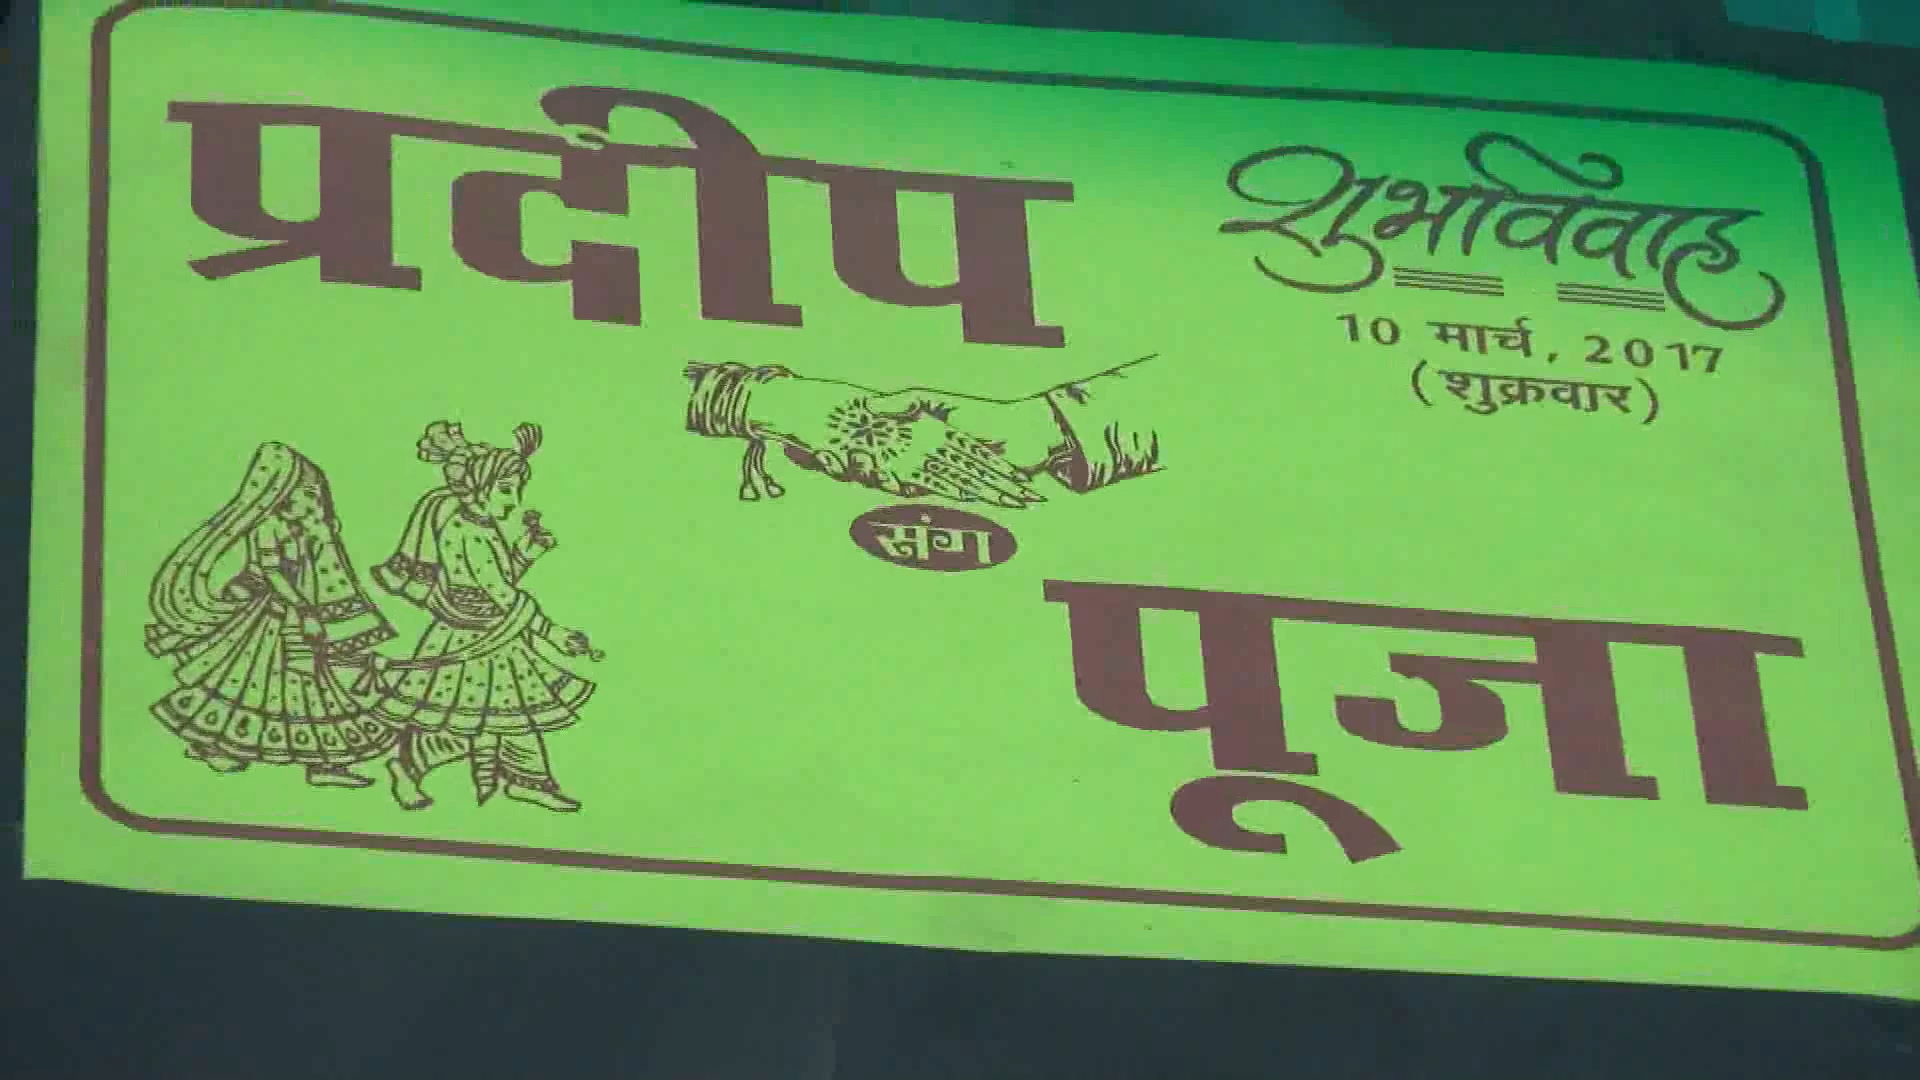 प्रदीप
शुभविवाह
10 मार्च, 2017
(शुक्रवार)
संग
पूजा